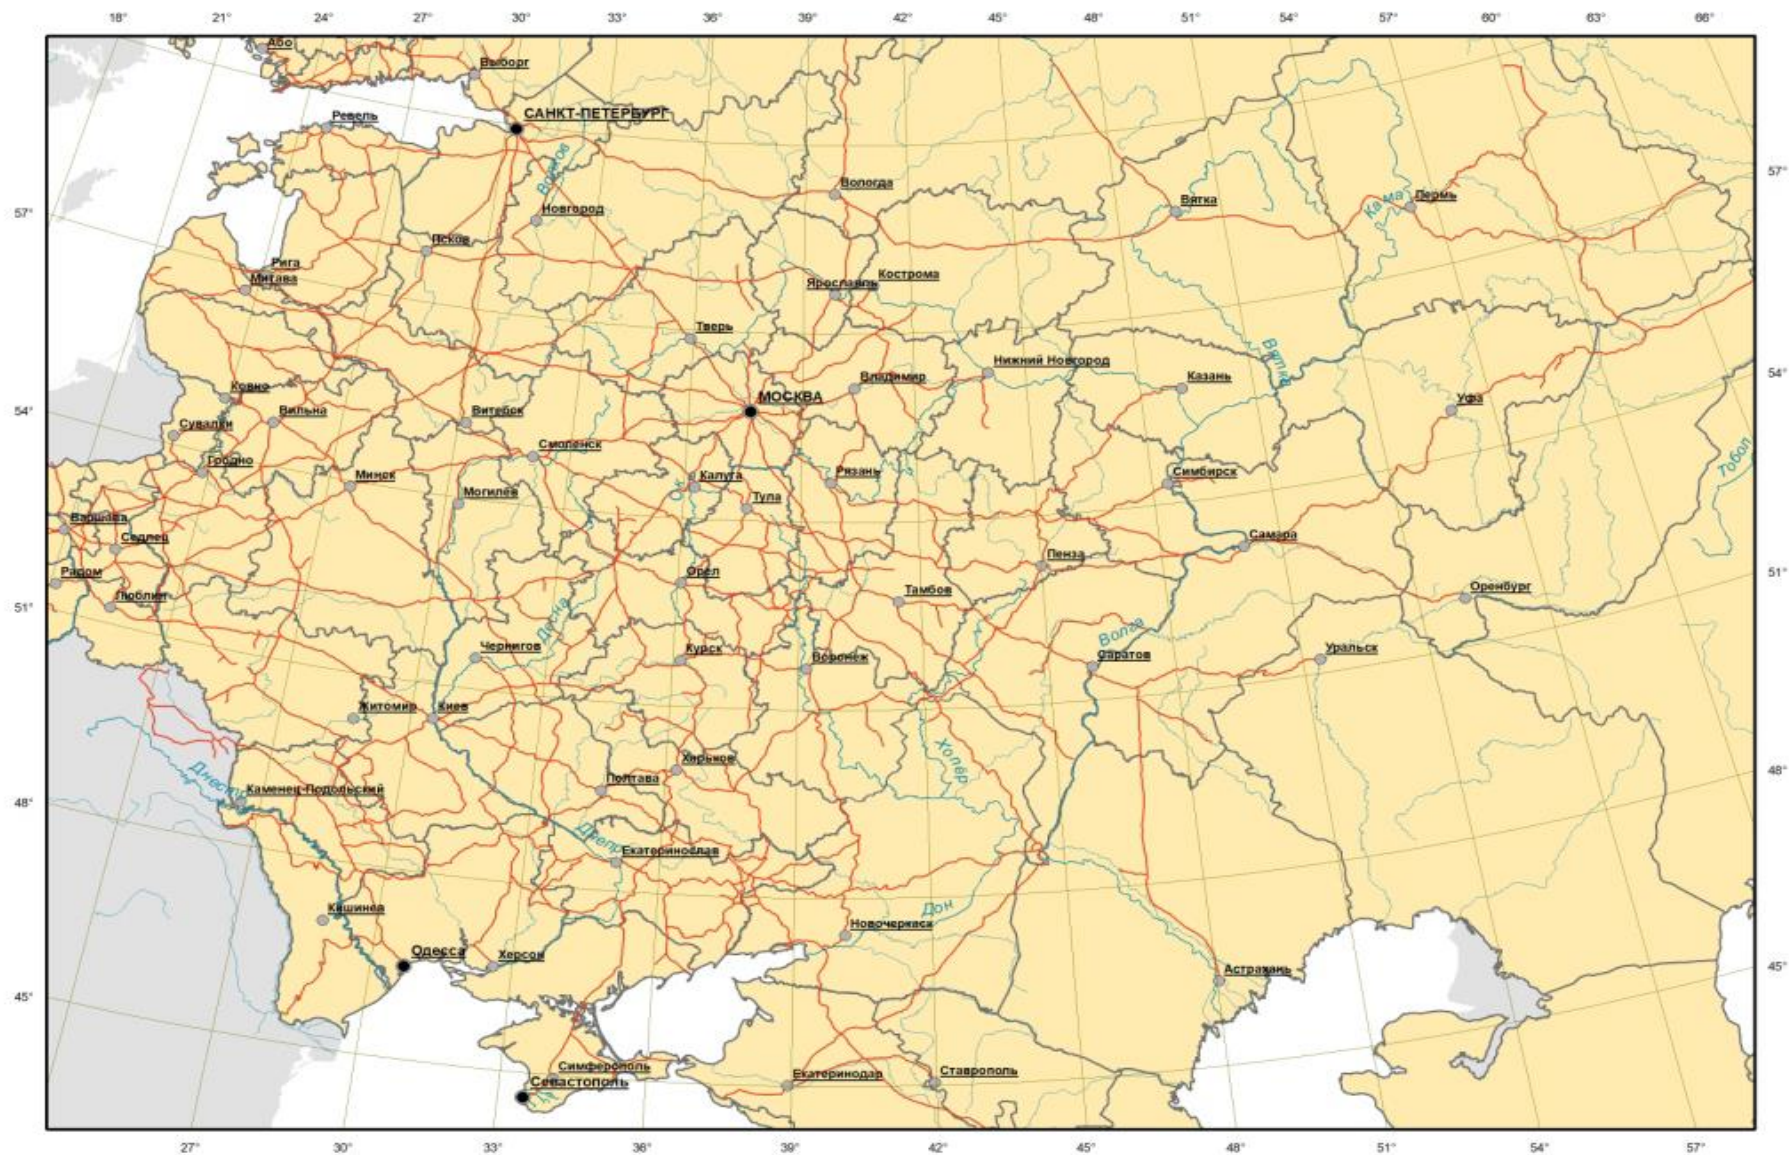 18° 21° 24° 27° 30° 33° 36° 39° 42° 45° 48° 51° 54° 57° 60° 63° 66°
Або
Выборг
САНКТ-ПЕТЕРБУРГ
Ревель
Волхов
57°
57°
Вологда
Вятка
Кама
Пермь
Новгород
Псков
Рига
Митава
Кострома
Ярославль
Тверь
Вятка
Нижний Новгород
54°
54°
Ковно
Владимир
Казань
МОСКВА
Уфа
Вильна
Витебск
Сувалки
Смоленск
Тобол
Гродно
Минск
Калуга
Рязань
Симбирск
Ок
Могилев
Тула
Варшава
Седлец
Самара
Пенза
51°
51°
Радом
Орел
Люблин
Тамбов
Оренбург
Десна
Волга
Чернигов
Курск
Воронеж
Саратов
Уральск
Житомир
Киев
Хопёр
48°
48°
Днестр
Харьков
Каменец-Подольский
Полтава
Днепр
Екатеринослав
Дон
Кишинев
Новочеркасск
45°
45°
Одесса
Херсон
Астрахань
Симферополь
Севастополь
Екатеринодар
Ставрополь
27° 30° 33° 36° 39° 42° 45° 48° 51° 54° 57°